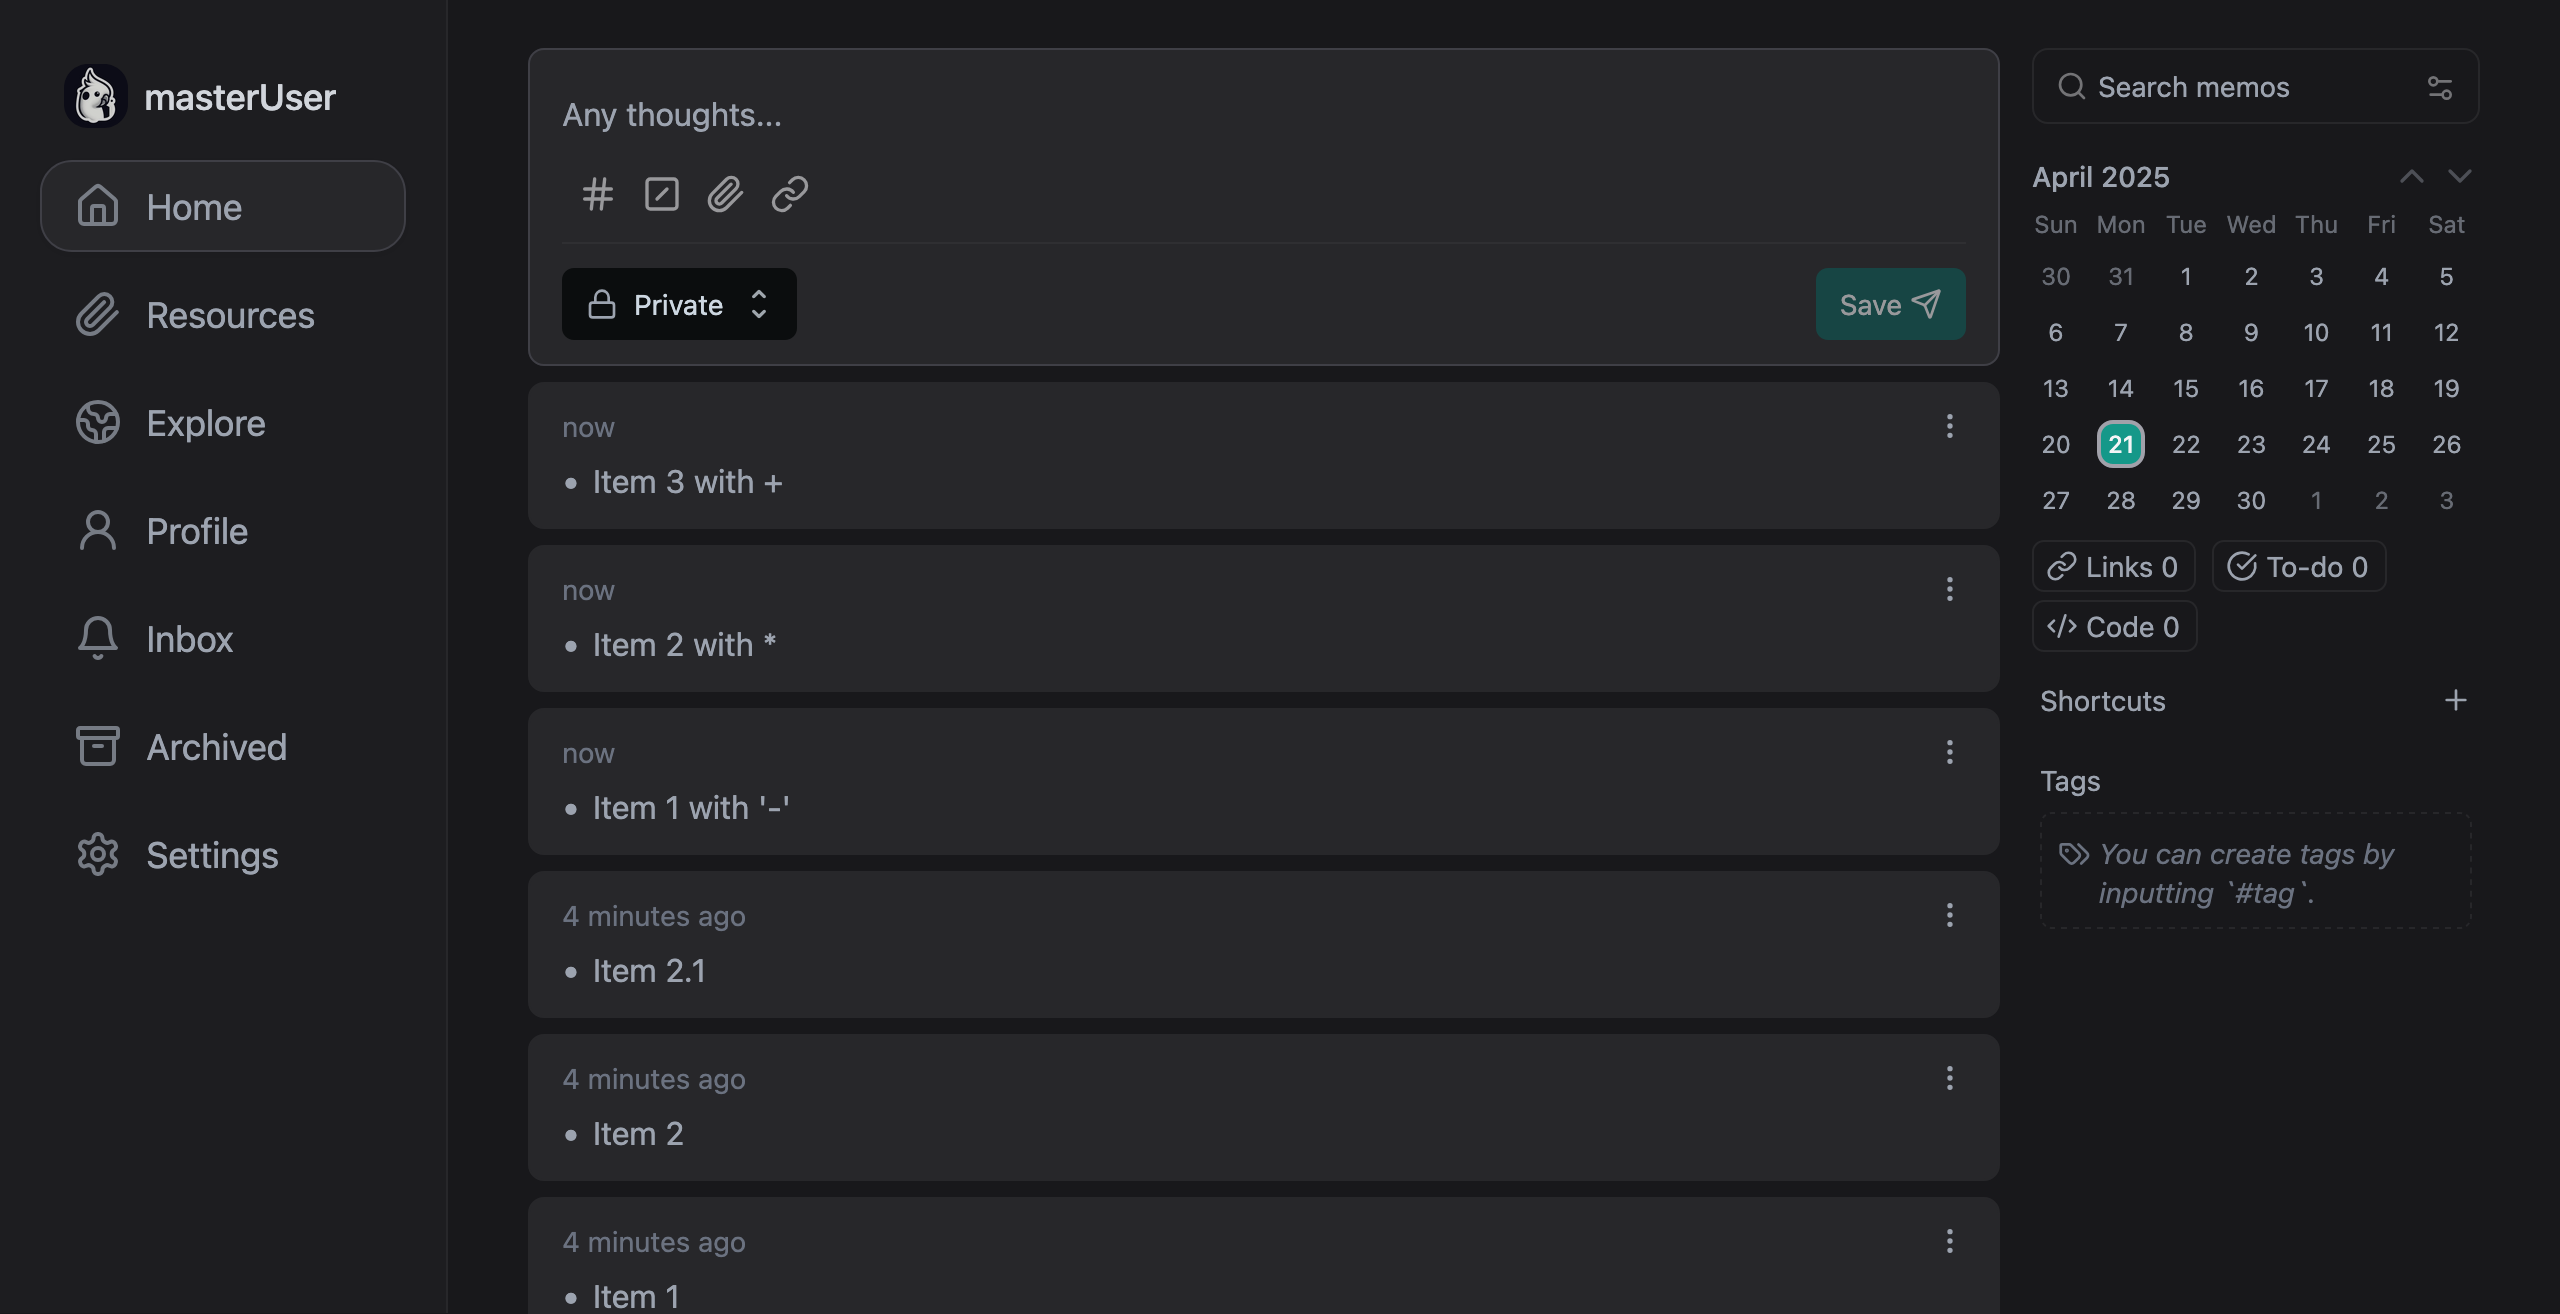 masterUser
Home
Resources
Explore
Profile
Inbox
Archived
Settings
Any thoughts...
Private
Save
now
• Item 3 with +
now
• Item 2 with *
now
• Item 1 with '-'
4 minutes ago
• Item 2.1
4 minutes ago
• Item 2
4 minutes ago
• Item 1
Search memos
April 2025
Sun Mon Tue Wed Thu Fri Sat
30 31 1 2 3 4 5
6 7 8 9 10 11 12
13 14 15 16 17 18 19
20 21 22 23 24 25 26
27 28 29 30 1 2 3
Links 0 To-do 0
Code 0
Shortcuts +
Tags
You can create tags by
inputting `#tag`.